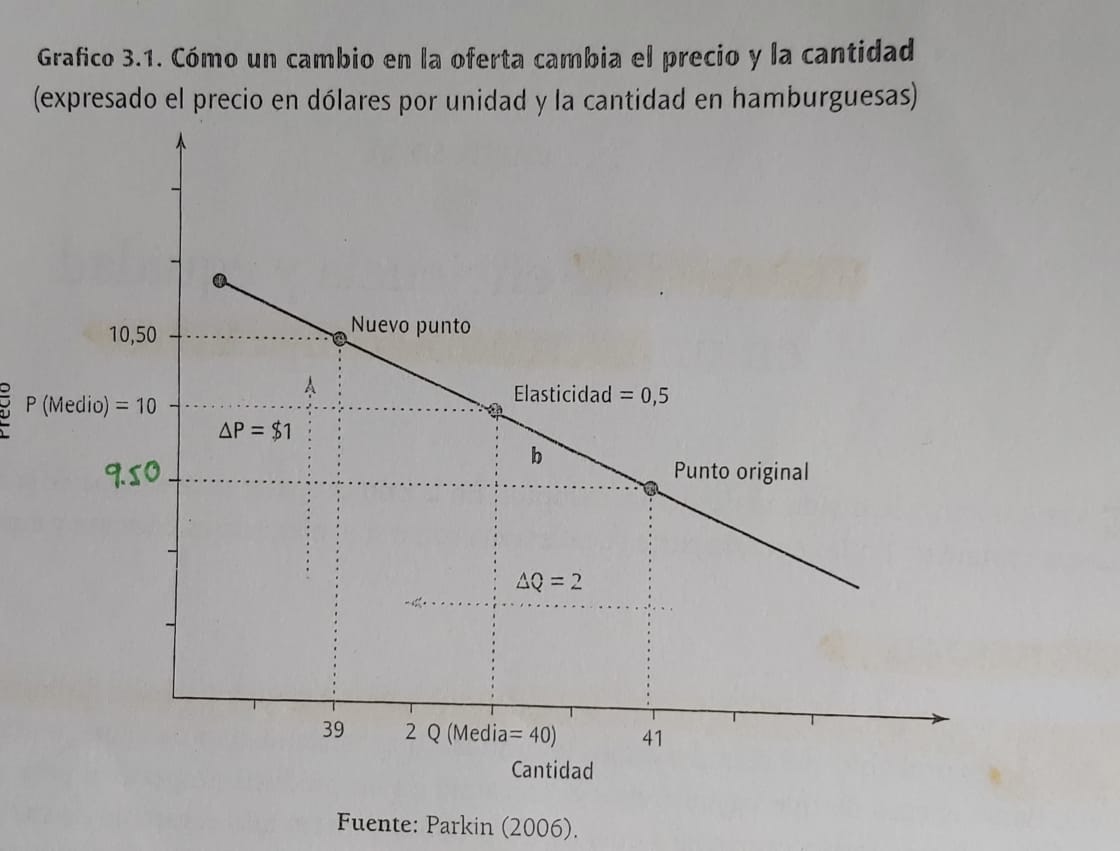 Grafico 3.1. Cómo un cambio en la oferta cambia el precio y la cantidad
(expresado el precio en dólares por unidad y la cantidad en hamburguesas)
10,50
Nuevo punto
Precio
P (Medio) = 10
Elasticidad = 0,5
ΔP = $1
b
9.50
Punto original
ΔQ = 2
39
2 Q (Media= 40)
41
Cantidad
Fuente: Parkin (2006).